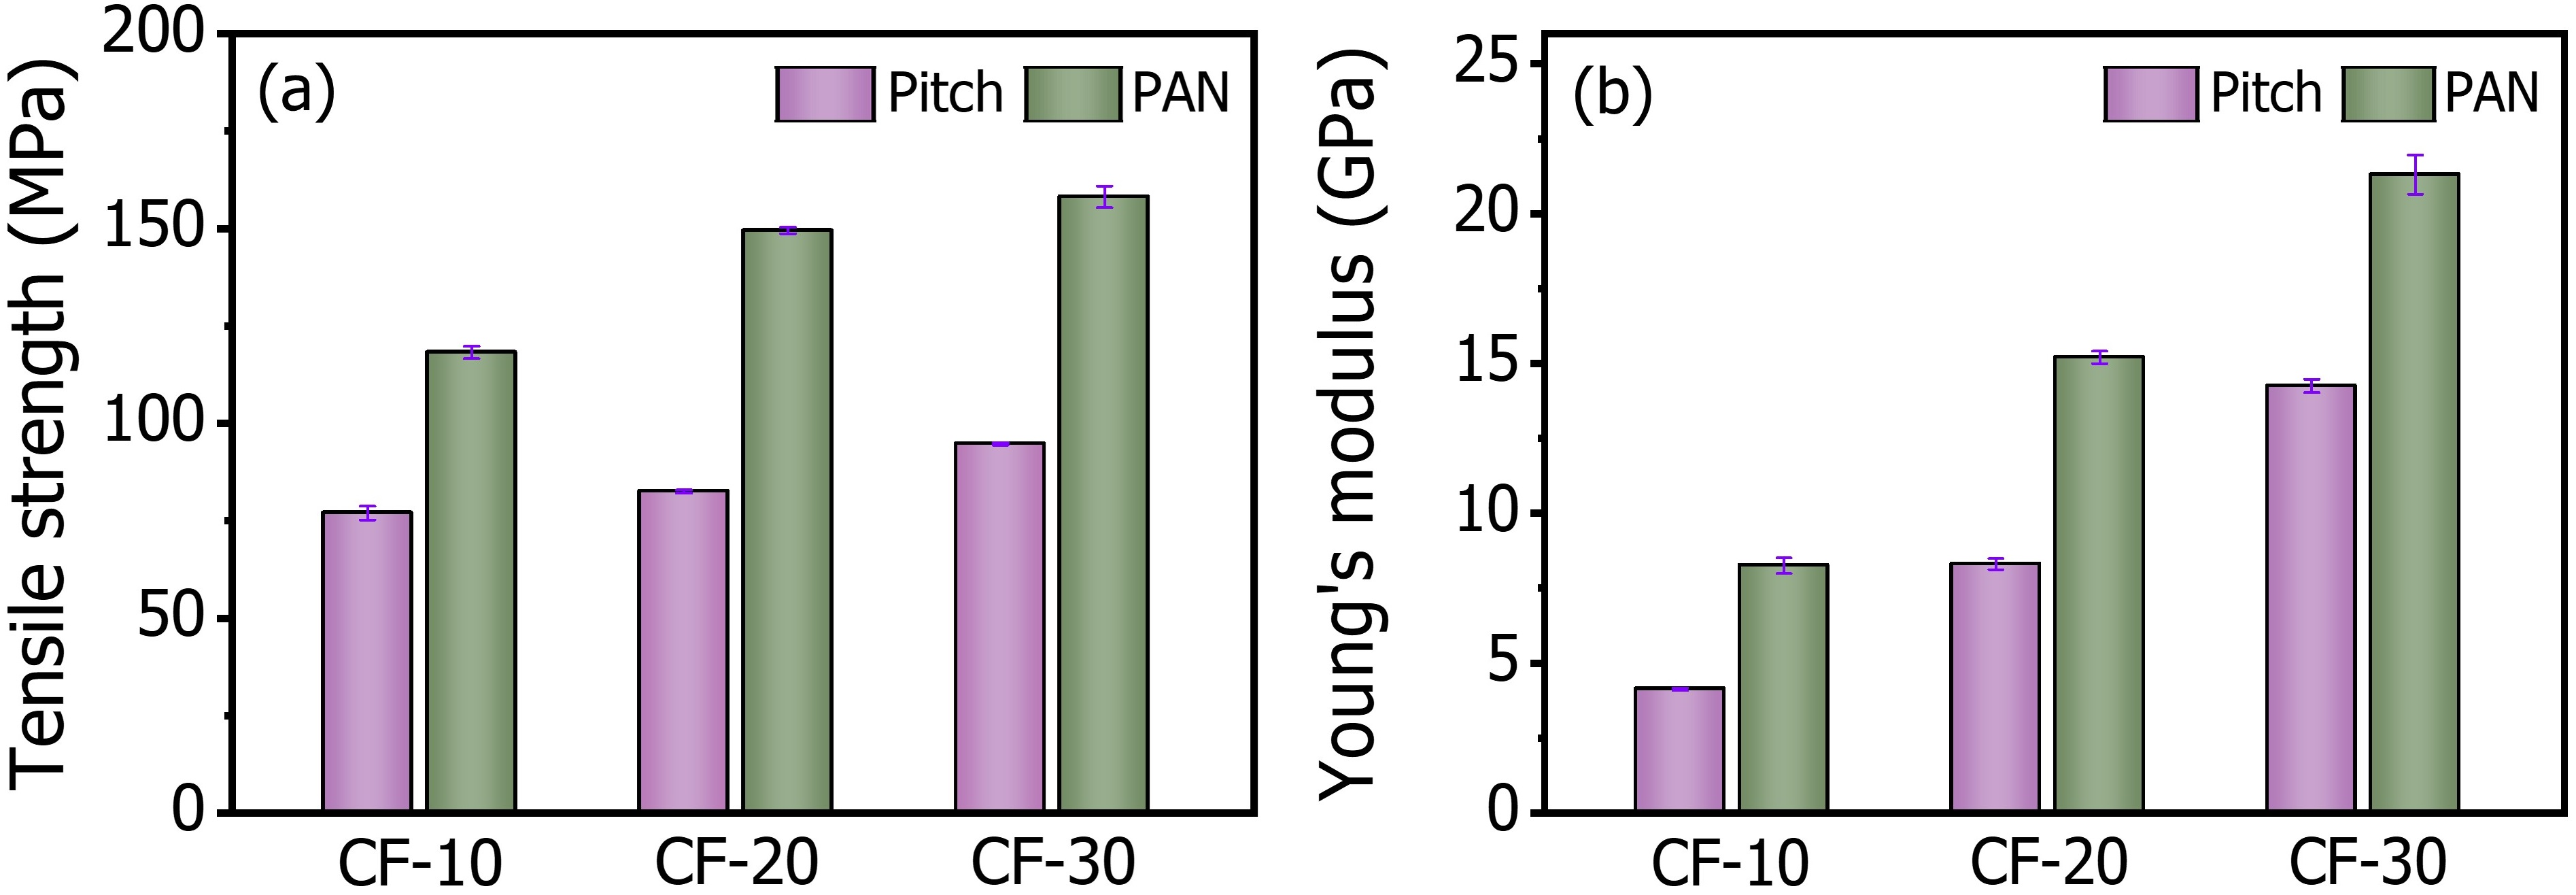 Tensile strength (MPa)
200
150
100
50
0
(a)
Pitch PAN
CF-10 CF-20 CF-30
Young's modulus (GPa)
25
20
15
10
5
0
(b)
Pitch PAN
CF-10 CF-20 CF-30